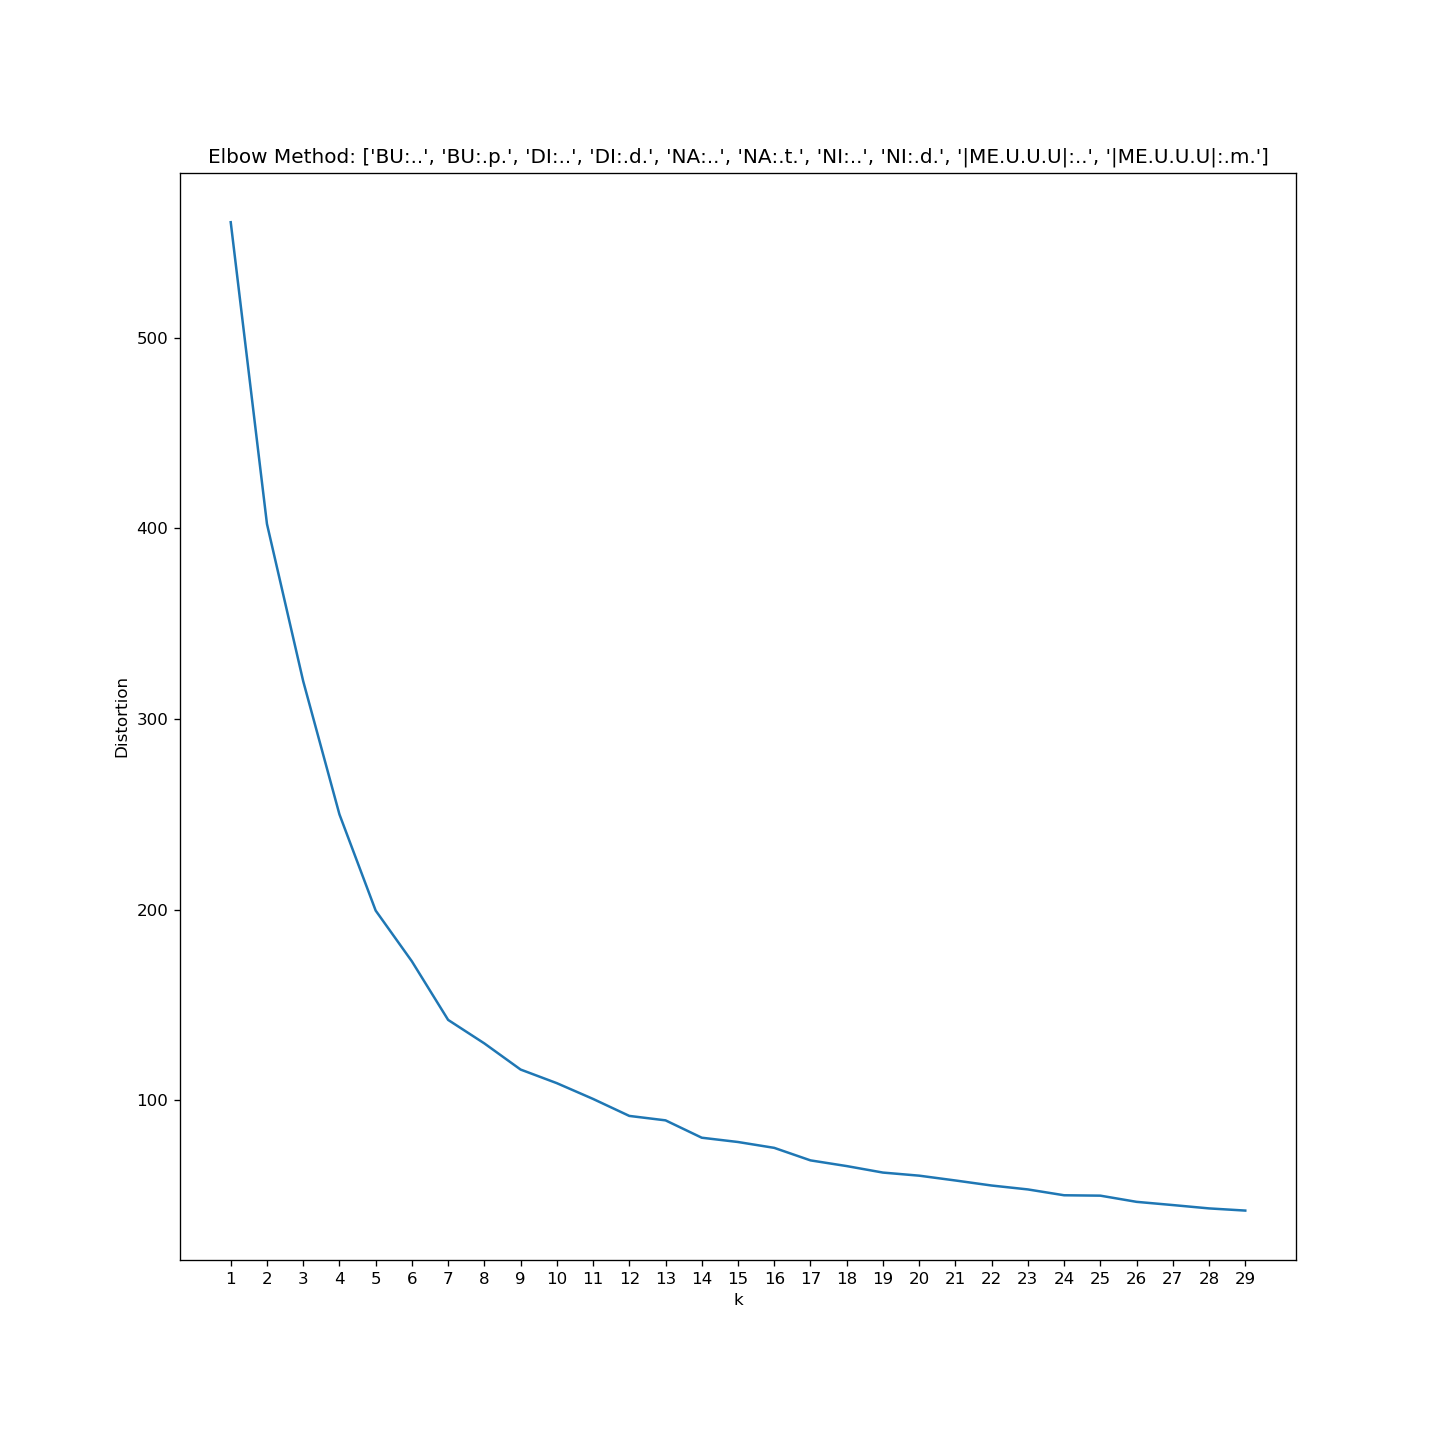 Elbow Method: ['BU:..', 'BU:.p.', 'DI:..', 'DI:.d.', 'NA:..', 'NA:.t.', 'NI:..', 'NI:.d.', '|ME.U.U.U|:..', '|ME.U.U.U|:.m.']
500
400
300
200
100
Distortion
1 2 3 4 5 6 7 8 9 10 11 12 13 14 15 16 17 18 19 20 21 22 23 24 25 26 27 28 29
k